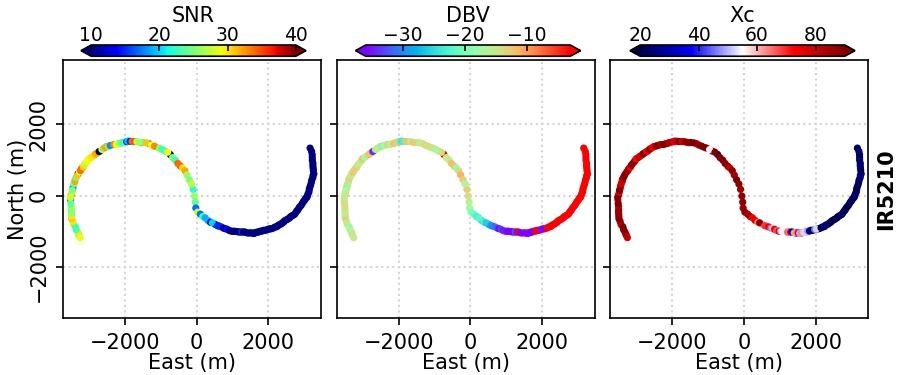 SNR DBV Xc
10 20 30 40 −30 −20 −10 20 40 60 80
2000
0
−2000
North (m)
IR5210
−2000 0 2000 −2000 0 2000 −2000 0 2000
East (m) East (m) East (m)